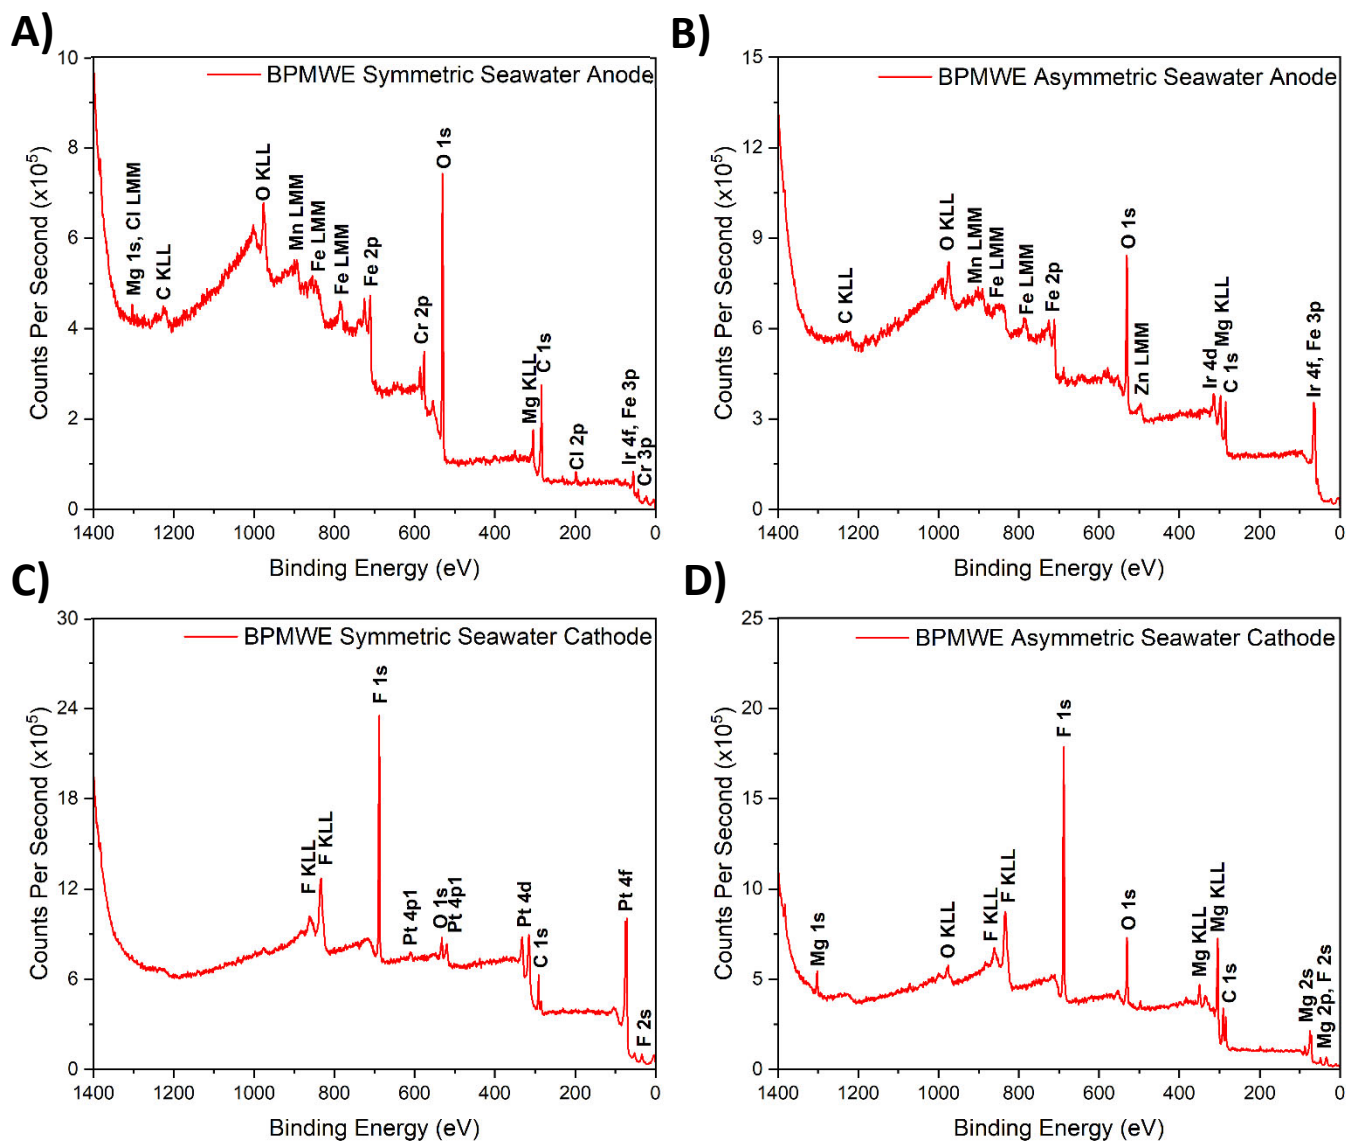 A)
BPMWE Symmetric Seawater Anode
Counts Per Second (x10⁵)
10
8
6
4
2
0
Mg 1s, Cl LMM
C KLL
O KLL
Mn LMM
Fe LMM
Fe LMM
Fe 2p
Cr 2p
O 1s
Mg KLL
C 1s
Cl 2p
Ir 4f, Fe 3p
Cr 3p
1400 1200 1000 800 600 400 200 0
Binding Energy (eV)
B)
BPMWE Asymmetric Seawater Anode
Counts Per Second (x10⁵)
15
12
9
6
3
0
C KLL
O KLL
Mn LMM
Fe LMM
Fe LMM
Fe 2p
O 1s
Zn LMM
Ir 4d
C 1s Mg KLL
Ir 4f, Fe 3p
1400 1200 1000 800 600 400 200 0
Binding Energy (eV)
C)
BPMWE Symmetric Seawater Cathode
Counts Per Second (x10⁵)
30
24
18
12
6
0
F KLL
F KLL
F 1s
Pt 4p1
O 1s
Pt 4p1
Pt 4d
C 1s
Pt 4f
F 2s
1400 1200 1000 800 600 400 200 0
Binding Energy (eV)
D)
BPMWE Asymmetric Seawater Cathode
Counts Per Second (x10⁵)
25
20
15
10
5
0
Mg 1s
O KLL
F KLL
F KLL
F 1s
O 1s
Mg KLL
Mg KLL
C 1s
Mg 2s
Mg 2p, F 2s
1400 1200 1000 800 600 400 200 0
Binding Energy (eV)